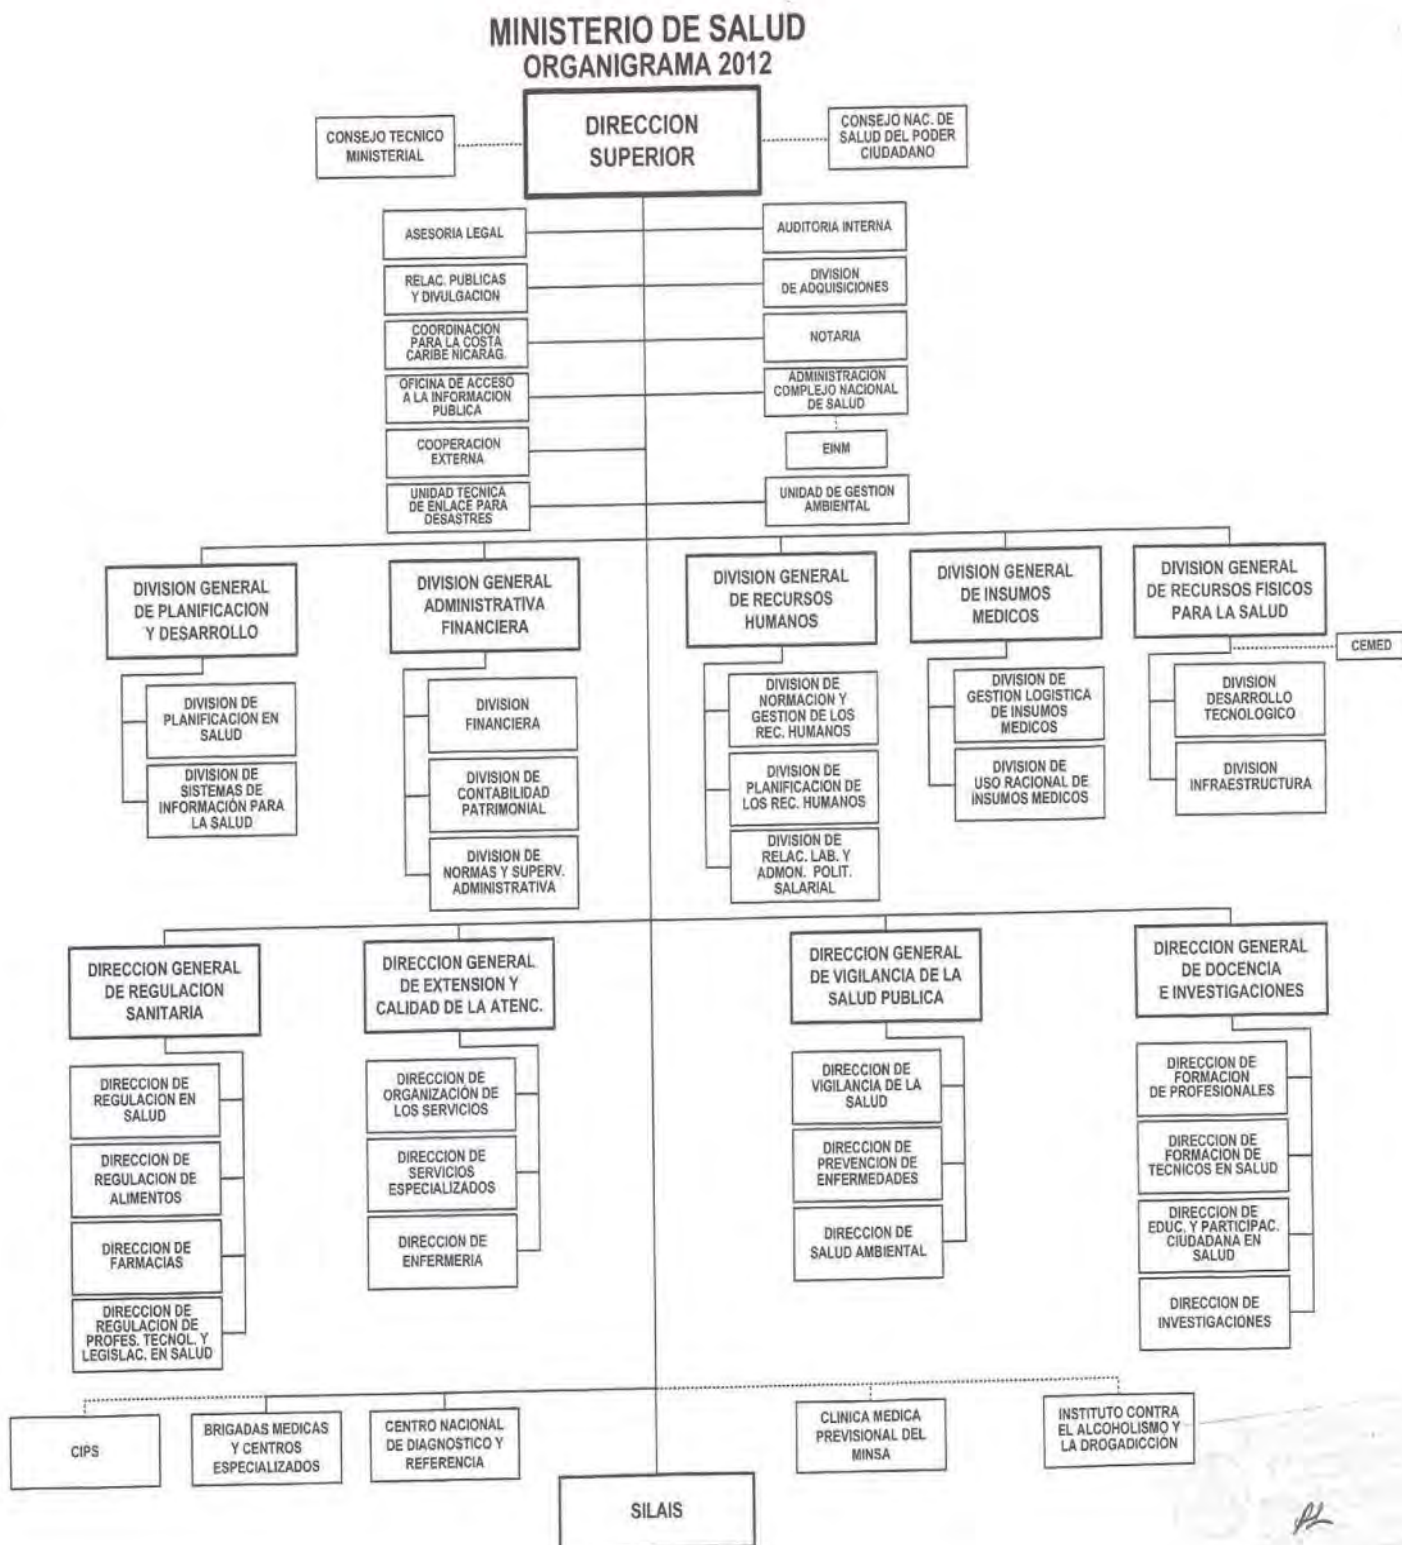 MINISTERIO DE SALUD
ORGANIGRAMA 2012
DIRECCION
SUPERIOR
CONSEJO TECNICO
MINISTERIAL
CONSEJO NAC. DE
SALUD DEL PODER
CIUDADANO
ASESORIA LEGAL
AUDITORIA INTERNA
RELAC. PUBLICAS
Y DIVULGACION
DIVISION
DE ADQUISICIONES
COORDINACION
PARA LA COSTA
CARIBE NICARAG.
NOTARIA
OFICINA DE ACCESO
A LA INFORMACION
PUBLICA
ADMINISTRACION
COMPLEJO NACIONAL
DE SALUD
COOPERACION
EXTERNA
EINM
UNIDAD TECNICA
DE ENLACE PARA
DESASTRES
UNIDAD DE GESTION
AMBIENTAL
DIVISION GENERAL
DE PLANIFICACION
Y DESARROLLO
DIVISION GENERAL
ADMINISTRATIVA
FINANCIERA
DIVISION GENERAL
DE RECURSOS
HUMANOS
DIVISION GENERAL
DE INSUMOS
MEDICOS
DIVISION GENERAL
DE RECURSOS FISICOS
PARA LA SALUD
CEMED
DIVISION DE
PLANIFICACION EN
SALUD
DIVISION DE
SISTEMAS DE
INFORMACIÓN PARA
LA SALUD
DIVISION
FINANCIERA
DIVISION DE
CONTABILIDAD
PATRIMONIAL
DIVISION DE
NORMAS Y SUPERV.
ADMINISTRATIVA
DIVISION DE
NORMACION Y
GESTION DE LOS
REC. HUMANOS
DIVISION DE
PLANIFICACION DE
LOS REC. HUMANOS
DIVISION DE
RELAC. LAB. Y
ADMON. POLIT.
SALARIAL
DIVISION DE
GESTION LOGISTICA
DE INSUMOS
MEDICOS
DIVISION DE
USO RACIONAL DE
INSUMOS MEDICOS
DIVISION
DESARROLLO
TECNOLOGICO
DIVISION
INFRAESTRUCTURA
DIRECCION GENERAL
DE REGULACION
SANITARIA
DIRECCION GENERAL
DE EXTENSION Y
CALIDAD DE LA ATENC.
DIRECCION GENERAL
DE VIGILANCIA DE LA
SALUD PUBLICA
DIRECCION GENERAL
DE DOCENCIA
E INVESTIGACIONES
DIRECCION DE
REGULACION EN
SALUD
DIRECCION DE
REGULACION DE
ALIMENTOS
DIRECCION DE
FARMACIAS
DIRECCION DE
REGULACION DE
PROFES. TECNOL. Y
LEGISLAC. EN SALUD
DIRECCION DE
ORGANIZACIÓN DE
LOS SERVICIOS
DIRECCION DE
SERVICIOS
ESPECIALIZADOS
DIRECCION DE
ENFERMERIA
DIRECCION DE
VIGILANCIA DE LA
SALUD
DIRECCION DE
PREVENCION DE
ENFERMEDADES
DIRECCION DE
SALUD AMBIENTAL
DIRECCION DE
FORMACION
DE PROFESIONALES
DIRECCION DE
FORMACION DE
TECNICOS EN SALUD
DIRECCION DE
EDUC. Y PARTICIPAC.
CIUDADANA EN
SALUD
DIRECCION DE
INVESTIGACIONES
CIPS
BRIGADAS MEDICAS
Y CENTROS
ESPECIALIZADOS
CENTRO NACIONAL
DE DIAGNOSTICO Y
REFERENCIA
CLINICA MEDICA
PREVISIONAL DEL
MINSA
INSTITUTO CONTRA
EL ALCOHOLISMO Y
LA DROGADICCIÓN
SILAIS